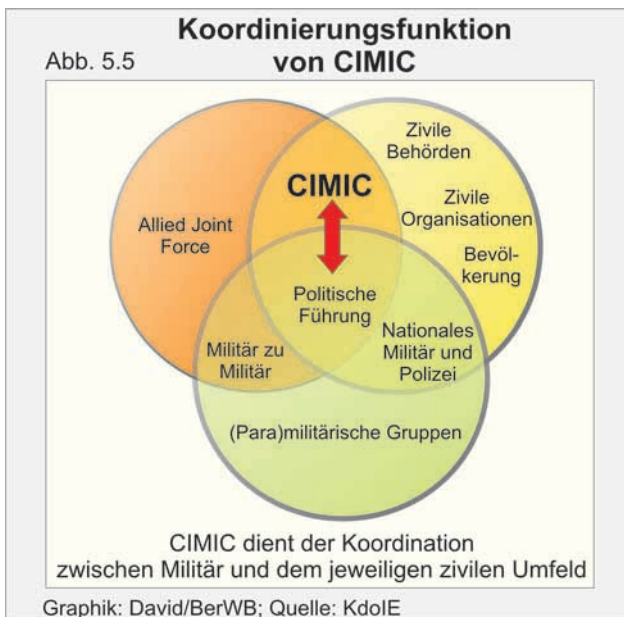 Koordinierungsfunktion
von CIMIC
Abb. 5.5
Zivile
Behörden
CIMIC
Zivile
Organisationen
Allied Joint
Force
Bevöl-
kerung
Politische
Führung
Nationales
Militär und
Polizei
Militär zu
Militär
(Para)militärische Gruppen
CIMIC dient der Koordination
zwischen Militär und dem jeweiligen zivilen Umfeld
Graphik: David/BerWB; Quelle: KdoIE